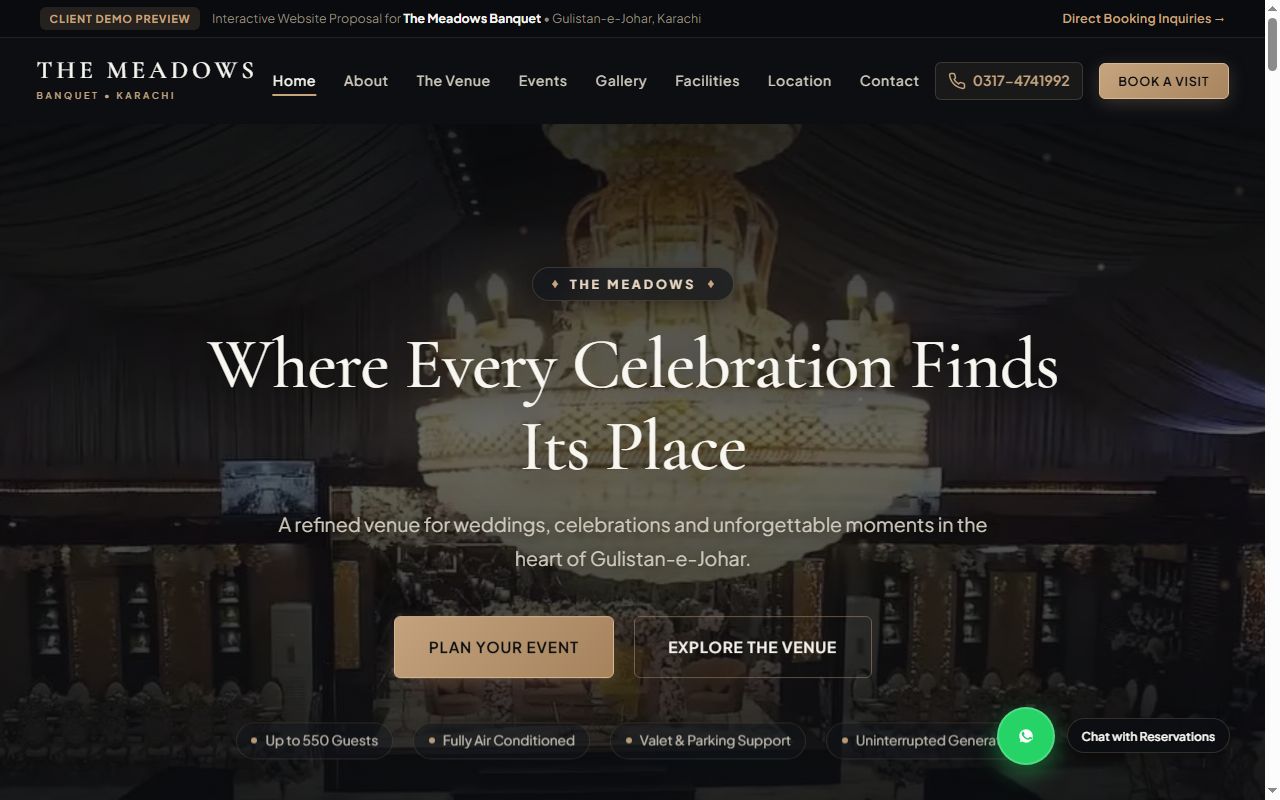 CLIENT DEMO PREVIEW Interactive Website Proposal for The Meadows Banquet • Gulistan-e-Johar, Karachi Direct Booking Inquiries →
THE MEADOWS
BANQUET • KARACHI
Home About The Venue Events Gallery Facilities Location Contact 0317-4741992 BOOK A VISIT
♦ THE MEADOWS ♦
Where Every Celebration Finds
Its Place
A refined venue for weddings, celebrations and unforgettable moments in the
heart of Gulistan-e-Johar.
PLAN YOUR EVENT EXPLORE THE VENUE
• Up to 550 Guests • Fully Air Conditioned • Valet & Parking Support • Uninterrupted Chat with Reservations